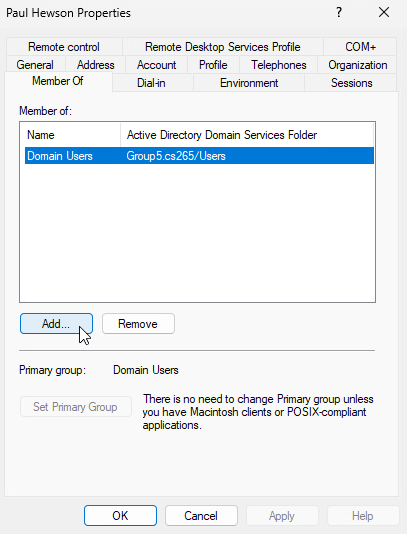 Paul Hewson Properties
?
Remote control Remote Desktop Services Profile COM+
General Address Account Profile Telephones Organization
Member Of Dial-in Environment Sessions
Member of:
Name Active Directory Domain Services Folder
Domain Users Group5.cs265/Users
Add... Remove
Primary group: Domain Users
Set Primary Group
There is no need to change Primary group unless
you have Macintosh clients or POSIX-compliant
applications.
OK Cancel Apply Help